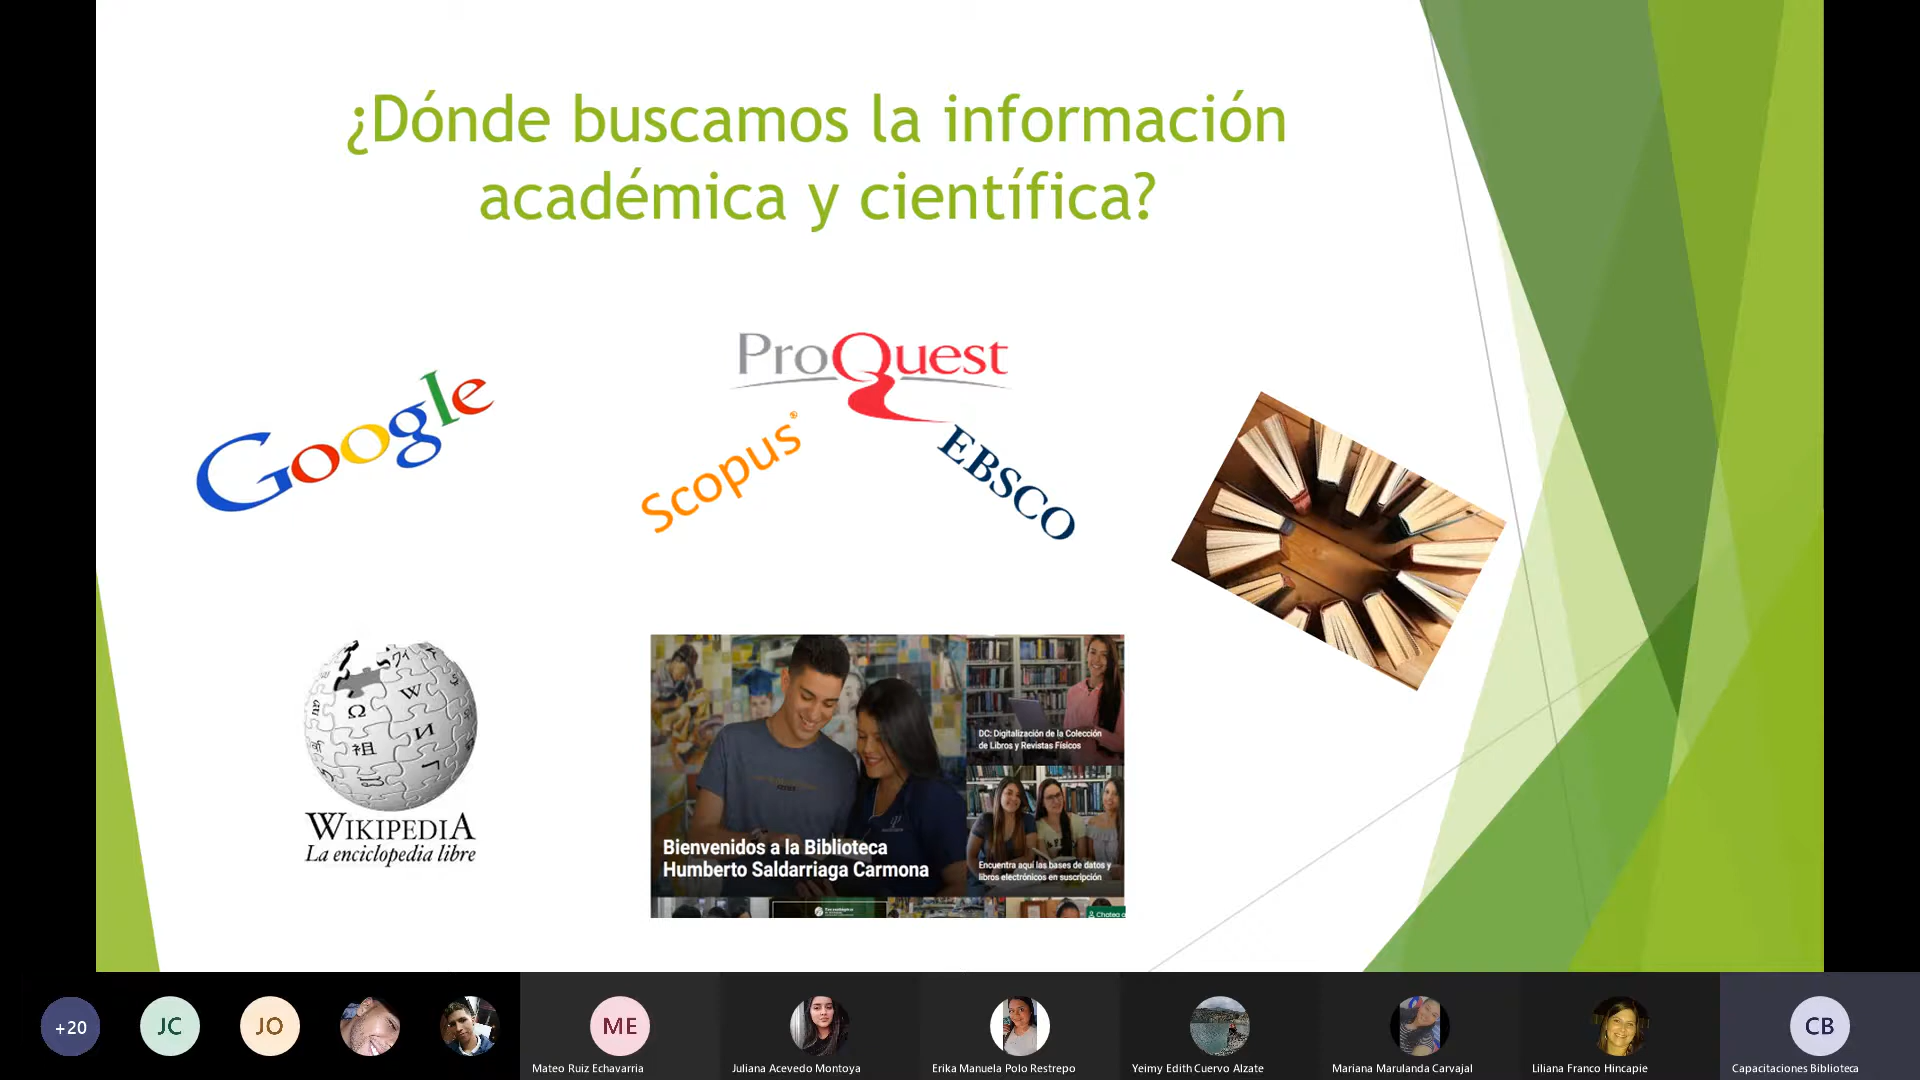 ¿Dónde buscamos la información
académica y científica?
Google
ProQuest
Scopus®
EBSCO
WIKIPEDIA
La enciclopedia libre
DC: Digitalización de la Colección
de Libros y Revistas Físicos
Bienvenidos a la Biblioteca
Humberto Saldarriaga Carmona
Encuentra aquí las bases de datos y
libros electrónicos en suscripción
Chatea
+20
JC
JO
ME
CB
Mateo Ruiz Echavarria
Juliana Acevedo Montoya
Erika Manuela Polo Restrepo
Yeimy Edith Cuervo Alzate
Mariana Marulanda Carvajal
Liliana Franco Hincapie
Capacitaciones Biblioteca